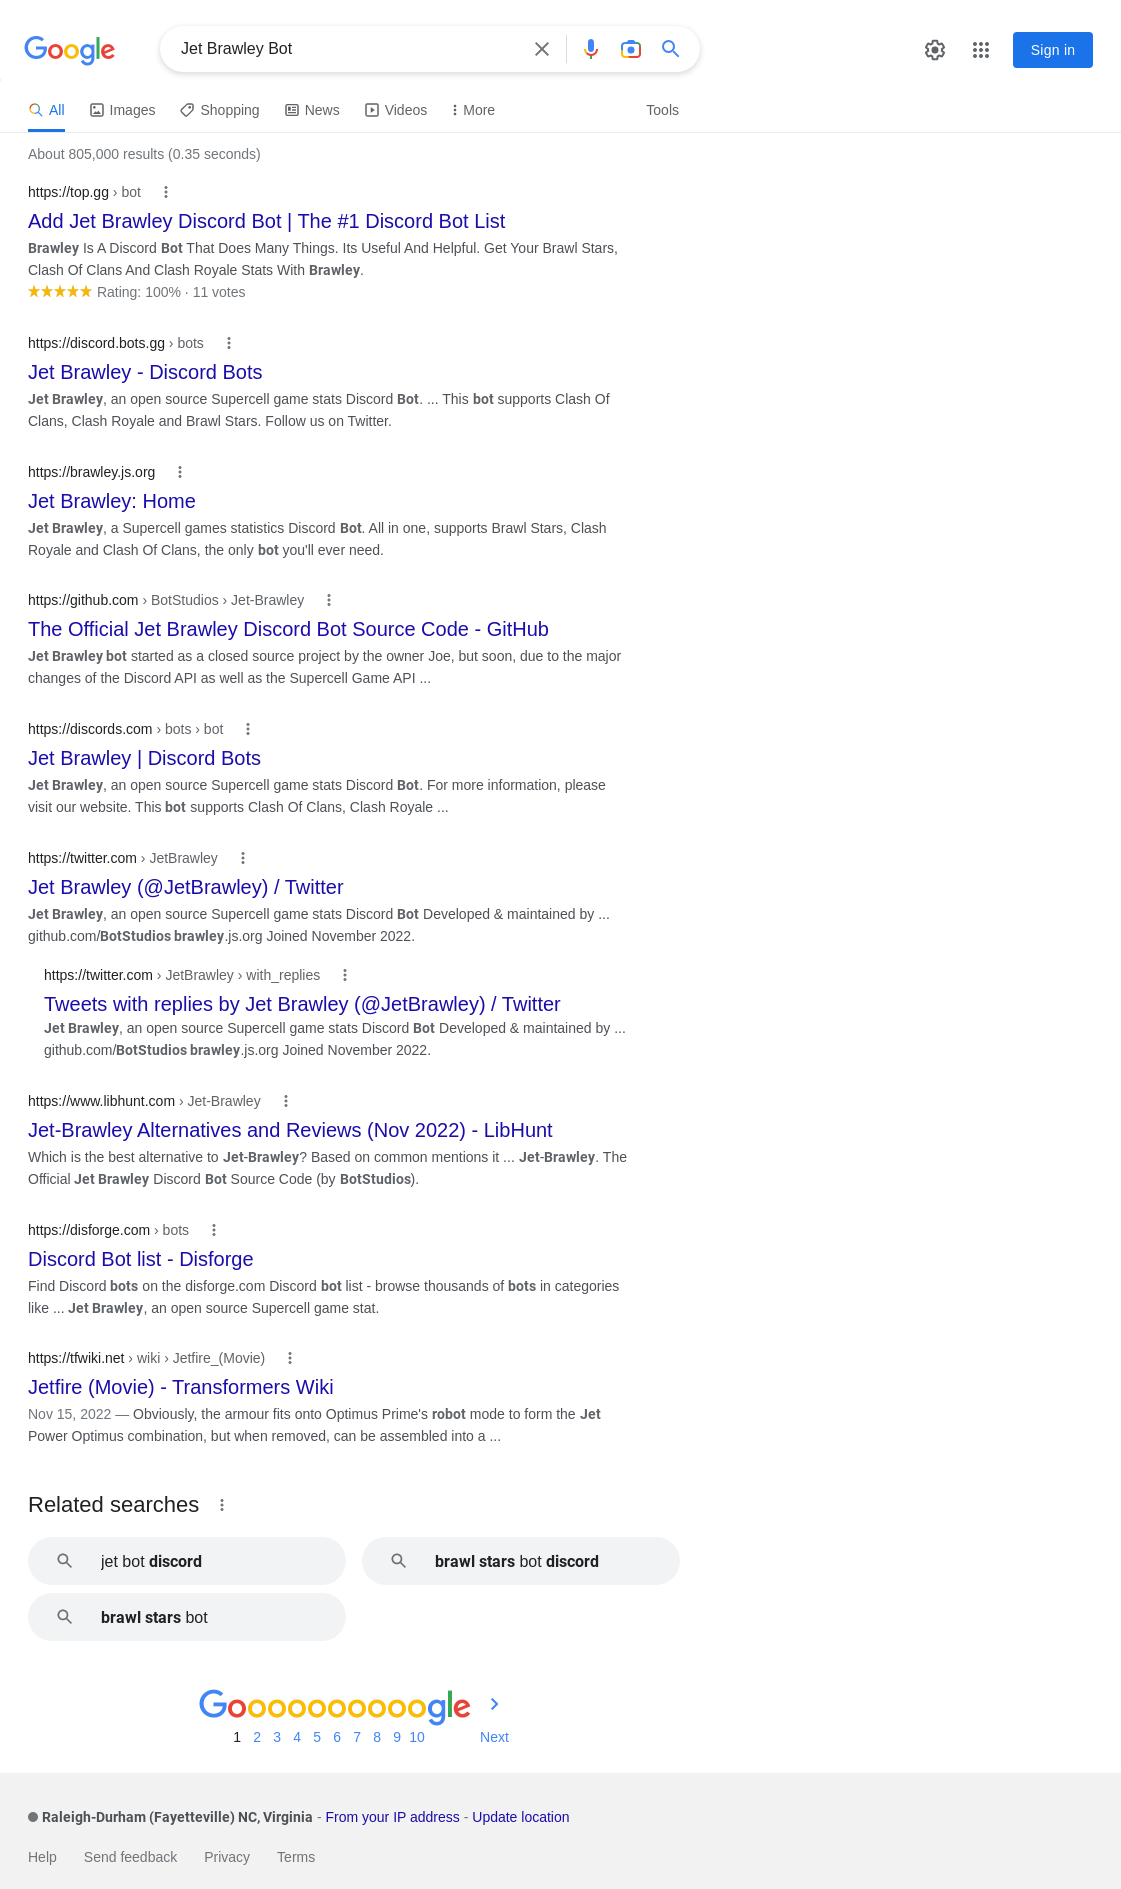 Google
Jet Brawley Bot
Sign in
All Images Shopping News Videos More Tools
About 805,000 results (0.35 seconds)
https://top.gg › bot
Add Jet Brawley Discord Bot | The #1 Discord Bot List
Brawley Is A Discord Bot That Does Many Things. Its Useful And Helpful. Get Your Brawl Stars,
Clash Of Clans And Clash Royale Stats With Brawley.
Rating: 100% · 11 votes
https://discord.bots.gg › bots
Jet Brawley - Discord Bots
Jet Brawley, an open source Supercell game stats Discord Bot. ... This bot supports Clash Of
Clans, Clash Royale and Brawl Stars. Follow us on Twitter.
https://brawley.js.org
Jet Brawley: Home
Jet Brawley, a Supercell games statistics Discord Bot. All in one, supports Brawl Stars, Clash
Royale and Clash Of Clans, the only bot you'll ever need.
https://github.com › BotStudios › Jet-Brawley
The Official Jet Brawley Discord Bot Source Code - GitHub
Jet Brawley bot started as a closed source project by the owner Joe, but soon, due to the major
changes of the Discord API as well as the Supercell Game API ...
https://discords.com › bots › bot
Jet Brawley | Discord Bots
Jet Brawley, an open source Supercell game stats Discord Bot. For more information, please
visit our website. This bot supports Clash Of Clans, Clash Royale ...
https://twitter.com › JetBrawley
Jet Brawley (@JetBrawley) / Twitter
Jet Brawley, an open source Supercell game stats Discord Bot Developed & maintained by ...
github.com/BotStudios brawley.js.org Joined November 2022.
https://twitter.com › JetBrawley › with_replies
Tweets with replies by Jet Brawley (@JetBrawley) / Twitter
Jet Brawley, an open source Supercell game stats Discord Bot Developed & maintained by ...
github.com/BotStudios brawley.js.org Joined November 2022.
https://www.libhunt.com › Jet-Brawley
Jet-Brawley Alternatives and Reviews (Nov 2022) - LibHunt
Which is the best alternative to Jet-Brawley? Based on common mentions it ... Jet-Brawley. The
Official Jet Brawley Discord Bot Source Code (by BotStudios).
https://disforge.com › bots
Discord Bot list - Disforge
Find Discord bots on the disforge.com Discord bot list - browse thousands of bots in categories
like ... Jet Brawley, an open source Supercell game stat.
https://tfwiki.net › wiki › Jetfire_(Movie)
Jetfire (Movie) - Transformers Wiki
Nov 15, 2022 — Obviously, the armour fits onto Optimus Prime's robot mode to form the Jet
Power Optimus combination, but when removed, can be assembled into a ...
Related searches
jet bot discord
brawl stars bot discord
brawl stars bot
Goooooooooogle
1 2 3 4 5 6 7 8 9 10 Next
Raleigh-Durham (Fayetteville) NC, Virginia - From your IP address - Update location
Help Send feedback Privacy Terms